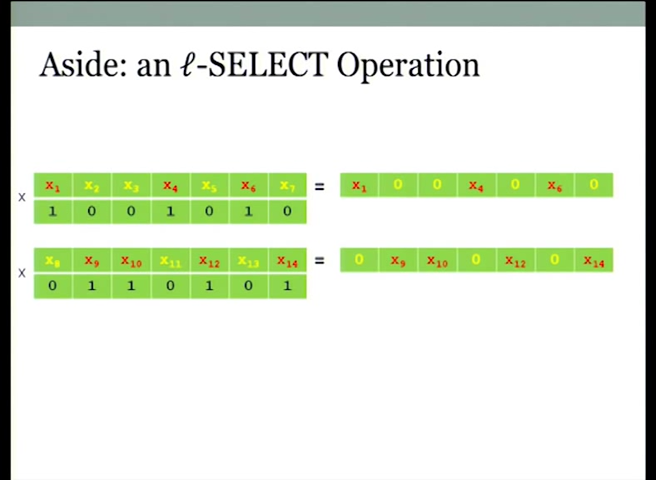 Aside: an ℓ-SELECT Operation
x₁ x₂ x₃ x₄ x₅ x₆ x₇ = x₁ 0 0 x₄ 0 x₆ 0
x 1 0 0 1 0 1 0
x₈ x₉ x₁₀ x₁₁ x₁₂ x₁₃ x₁₄ = 0 x₉ x₁₀ 0 x₁₂ 0 x₁₄
x 0 1 1 0 1 0 1